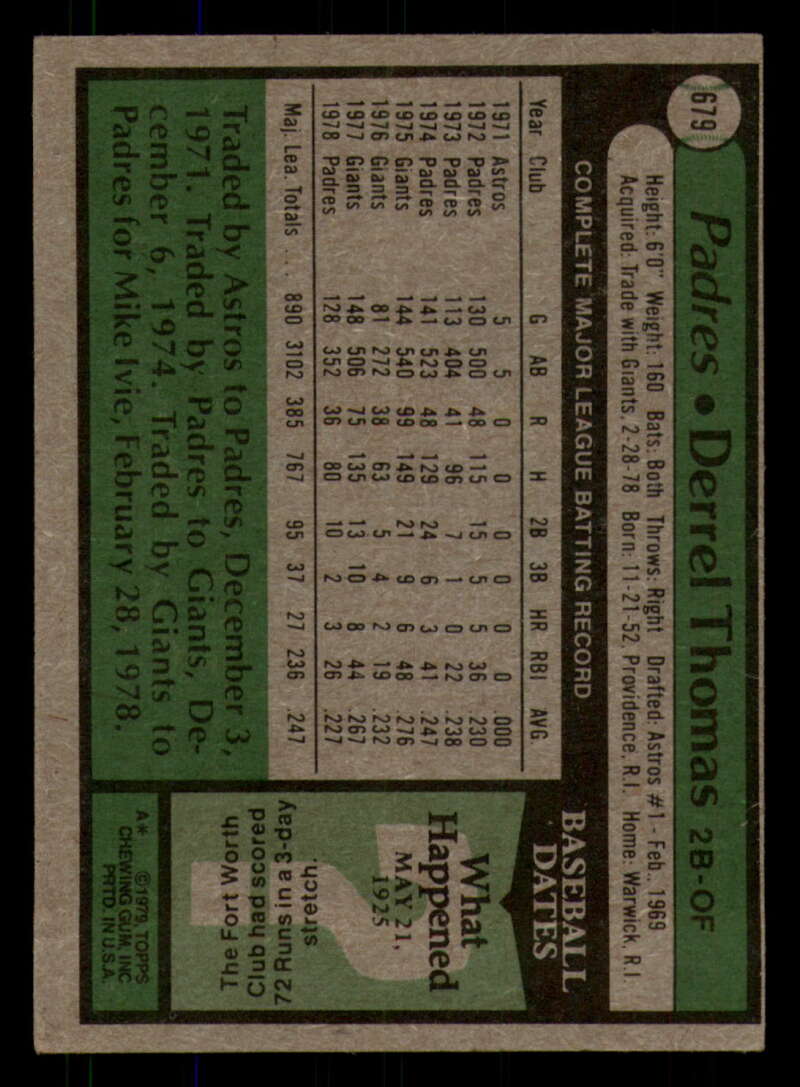 679
Padres • Derrel Thomas 2B-OF
Height: 6'0" Weight: 160 Bats: Both Throws: Right Drafted: Astros #1 - Feb., 1969
Acquired: Trade with Giants, 2-28-78 Born: 11-21-52, Providence, R.I. Home: Warwick, R.I.
COMPLETE MAJOR LEAGUE BATTING RECORD
Year Club G AB R H 2B 3B HR RBI AVG.
1971 Astros 5 5 0 0 0 0 0 0 .000
1972 Padres 130 500 48 115 15 5 5 36 .230
1973 Padres 113 404 41 96 7 1 0 22 .238
1974 Padres 141 523 48 129 24 6 3 41 .247
1975 Giants 144 540 99 149 21 9 6 48 .276
1976 Giants 81 272 38 63 5 4 2 19 .232
1977 Giants 148 506 75 135 13 10 8 44 .267
1978 Padres 128 352 36 80 10 2 3 26 .227
Maj. Lea. Totals . . . 890 3102 385 767 95 37 27 236 .247
Traded by Astros to Padres, December 3,
1971. Traded by Padres to Giants, De-
cember 6, 1974. Traded by Giants to
Padres for Mike Ivie, February 28, 1978.
BASEBALL
DATES
What
Happened
MAY 21,
1925
The Fort Worth
Club had scored
72 Runs in a 3-day
stretch.
A* ©1979, TOPPS
CHEWING GUM, INC
PRTD. IN U.S.A.